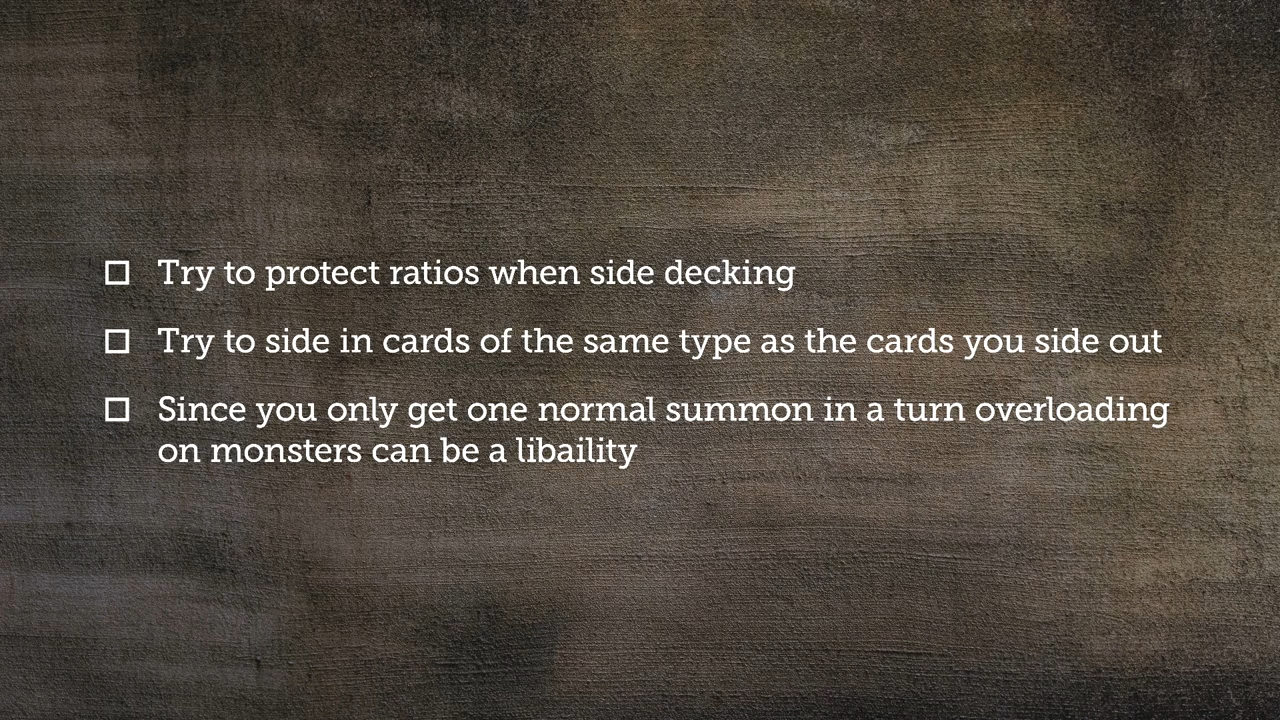 Try to protect ratios when side decking
Try to side in cards of the same type as the cards you side out
Since you only get one normal summon in a turn overloading
on monsters can be a libaility